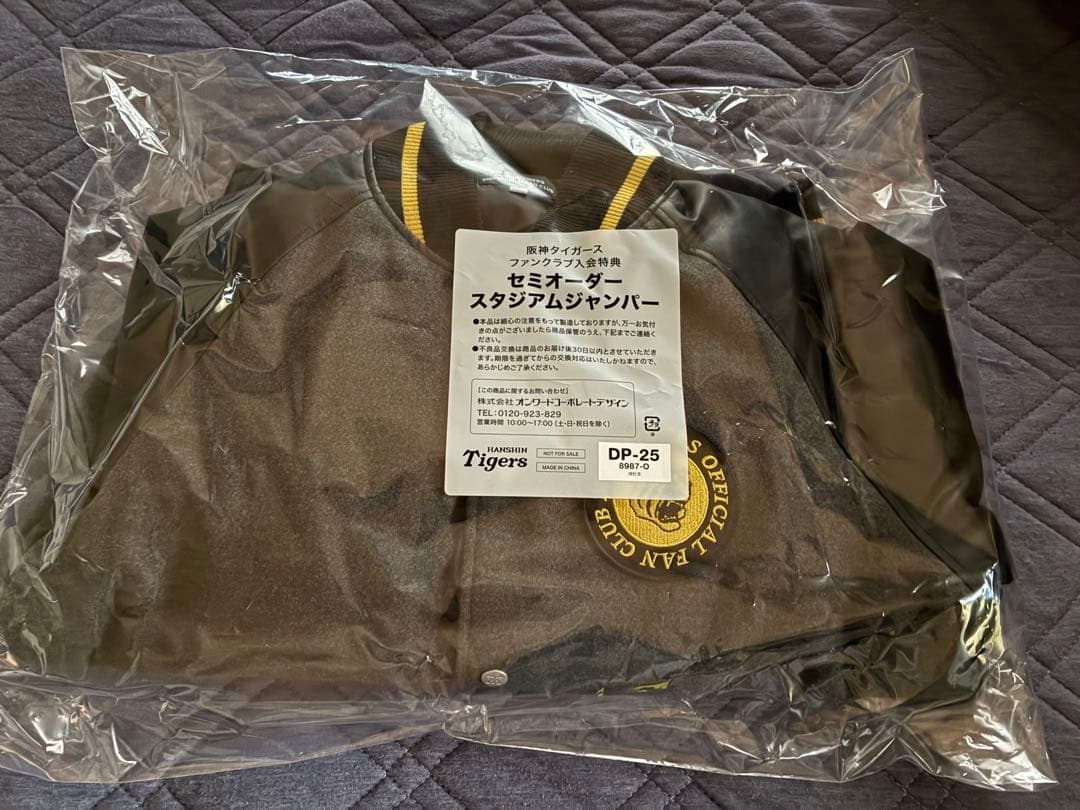 阪神タイガース
ファンクラブ入会特典
セミオーダー
スタジアムジャンパー
●本品は細心の注意をもって製造しておりますが、万一お気付
きの点がございましたら現品保管のうえ、下記までご連絡く
ださい。
●不良品交換は商品のお届け後30日以内とさせていただき
ます。期限を過ぎてからの交換対応はいたしかねますので、
あらかじめご了承ください。
[この商品に関するお問い合わせ]
株式会社 オンワードコーポレートデザイン
TEL:0120-923-829
営業時間 10:00〜17:00 (土・日・祝日を除く)
プラ
HANSHIN
Tigers
NOT FOR SALE
MADE IN CHINA
DP-25
8987-O
S OFFICIAL FAN CLUB